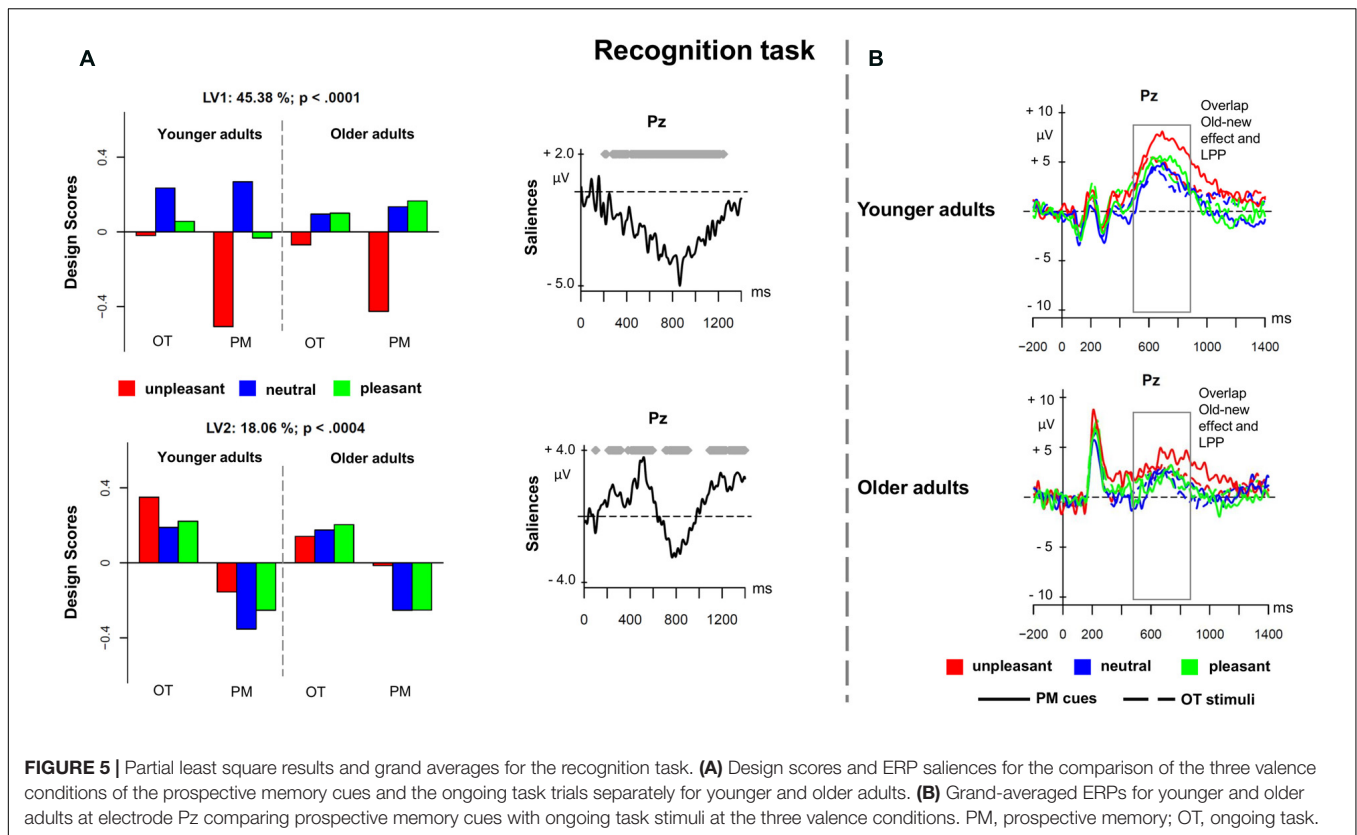 Recognition task
A
LV1: 45.38 %; p < .0001
Younger adults
Older adults
Design Scores
0.4
0
-0.4
OT
PM
OT
PM
unpleasant
neutral
pleasant
LV2: 18.06 %; p < .0004
Younger adults
Older adults
Design Scores
0.4
0
-0.4
OT
PM
OT
PM
Pz
+ 2.0
µV
Saliences
- 5.0
ms
0 400 800 1200
Pz
+ 4.0
µV
Saliences
- 4.0
ms
0 400 800 1200
B
Younger adults
Pz
+ 10
µV
+ 5
0
- 5
- 10
Overlap
Old-new
effect and
LPP
ms
−200 0 200 600 1000 1400
Older adults
Pz
+ 10
µV
+ 5
0
- 5
- 10
Overlap
Old-new
effect and
LPP
ms
−200 0 200 600 1000 1400
unpleasant
neutral
pleasant
PM cues
OT stimuli
FIGURE 5 | Partial least square results and grand averages for the recognition task. (A) Design scores and ERP saliences for the comparison of the three valence
conditions of the prospective memory cues and the ongoing task trials separately for younger and older adults. (B) Grand-averaged ERPs for younger and older
adults at electrode Pz comparing prospective memory cues with ongoing task stimuli at the three valence conditions. PM, prospective memory; OT, ongoing task.